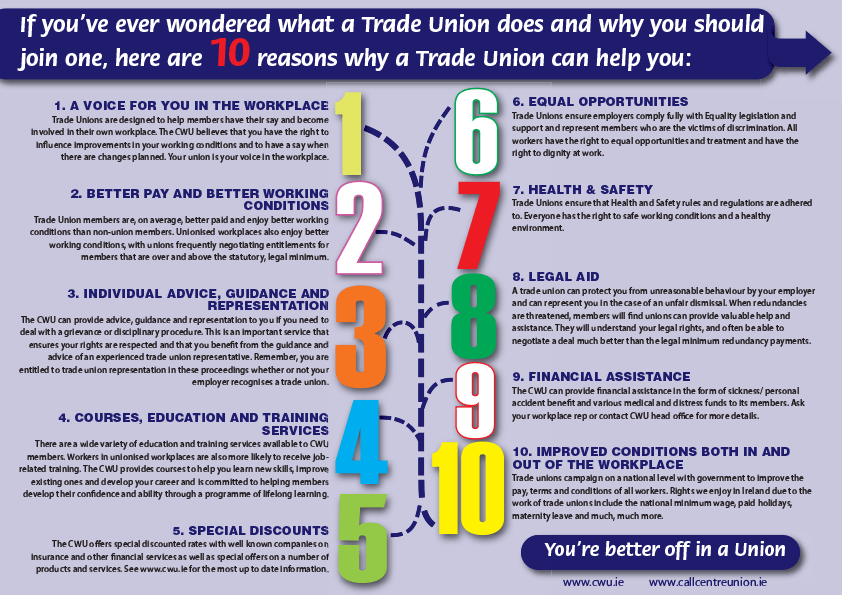 If you've ever wondered what a Trade Union does and why you should
join one, here are 10 reasons why a Trade Union can help you:
1. A VOICE FOR YOU IN THE WORKPLACE
Trade Unions are designed to help members have their say and become
involved in their own workplace. The CWU believes that you have the right to
influence improvements in your working conditions and to have a say when
there are changes planned. Your union is your voice in the workplace.
1
2. BETTER PAY AND BETTER WORKING
CONDITIONS
Trade Union members are, on average, better paid and enjoy better working
conditions than non-union members. Unionised workplaces also enjoy better
working conditions, with unions frequently negotiating entitlements for
members that are over and above the statutory, legal minimum.
2
3. INDIVIDUAL ADVICE, GUIDANCE AND
REPRESENTATION
The CWU can provide advice, guidance and representation to you if you need to
deal with a grievance or disciplinary procedure. This is an important service that
ensures your rights are respected and that you benefit from the guidance and
advice of an experienced trade union representative. Remember, you are
entitled to trade union representation in these proceedings whether or not your
employer recognises a trade union.
3
4. COURSES, EDUCATION AND TRAINING
SERVICES
There are a wide variety of education and training services available to CWU
members. Workers in unionised workplaces are also more likely to receive job-
related training. The CWU provides courses to help you learn new skills, improve
existing ones and develop your career and is committed to helping members
develop their confidence and ability through a programme of lifelong learning.
4
5. SPECIAL DISCOUNTS
The CWU offers special discounted rates with well known companies on
insurance and other financial services as well as special offers on a number of
products and services. See www.cwu.ie for the most up to date information.
5
6
6. EQUAL OPPORTUNITIES
Trade Unions ensure employers comply fully with Equality legislation and
support and represent members who are the victims of discrimination. All
workers have the right to equal opportunities and treatment and have the
right to dignity at work.
7
7. HEALTH & SAFETY
Trade Unions ensure that Health and Safety rules and regulations are adhered
to. Everyone has the right to safe working conditions and a healthy
environment.
8
8. LEGAL AID
A trade union can protect you from unreasonable behaviour by your employer
and can represent you in the case of an unfair dismissal. When redundancies
are threatened, members will find unions can provide valuable help and
assistance. They will understand your legal rights, and often be able to
negotiate a deal much better than the legal minimum redundancy payments.
9
9. FINANCIAL ASSISTANCE
The CWU can provide financial assistance in the form of sickness/ personal
accident benefit and various medical and distress funds to its members. Ask
your workplace rep or contact CWU head office for more details.
10
10. IMPROVED CONDITIONS BOTH IN AND
OUT OF THE WORKPLACE
Trade unions campaign on a national level with government to improve the
pay, terms and conditions of all workers. Rights we enjoy in Ireland due to the
work of trade unions include the national minimum wage, paid holidays,
maternity leave and much, much more.
You're better off in a Union
www.cwu.ie www.callcentreunion.ie